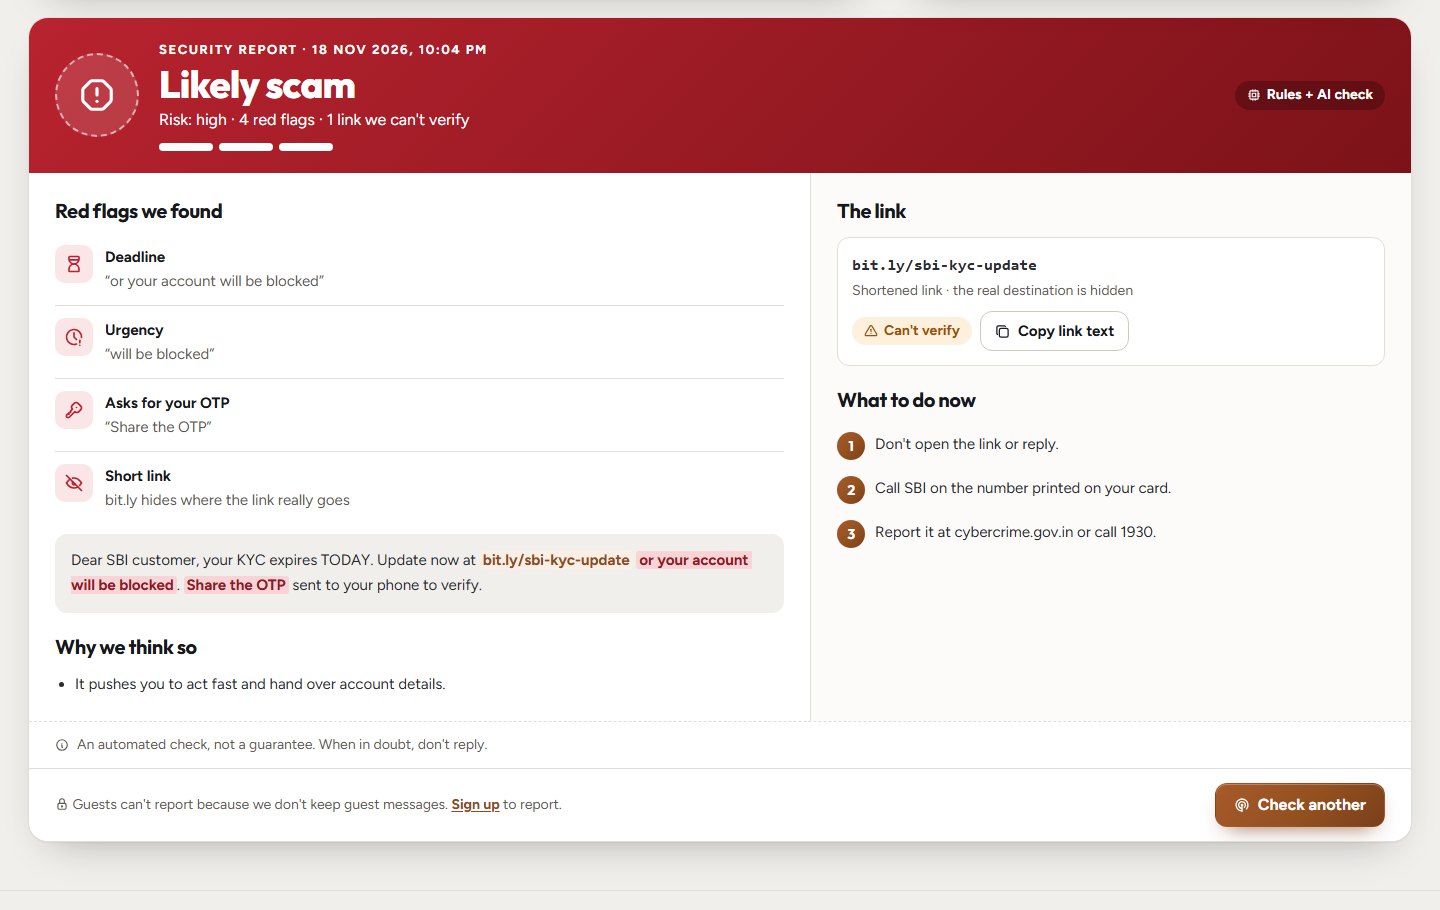 SECURITY REPORT · 18 NOV 2026, 10:04 PM
Likely scam
Risk: high · 4 red flags · 1 link we can't verify
Rules + AI check
Red flags we found
Deadline
"or your account will be blocked"
Urgency
"will be blocked"
Asks for your OTP
"Share the OTP"
Short link
bit.ly hides where the link really goes
Dear SBI customer, your KYC expires TODAY. Update now at bit.ly/sbi-kyc-update or your account
will be blocked. Share the OTP sent to your phone to verify.
Why we think so
• It pushes you to act fast and hand over account details.
The link
bit.ly/sbi-kyc-update
Shortened link · the real destination is hidden
Can't verify
Copy link text
What to do now
1 Don't open the link or reply.
2 Call SBI on the number printed on your card.
3 Report it at cybercrime.gov.in or call 1930.
An automated check, not a guarantee. When in doubt, don't reply.
Guests can't report because we don't keep guest messages. Sign up to report.
Check another